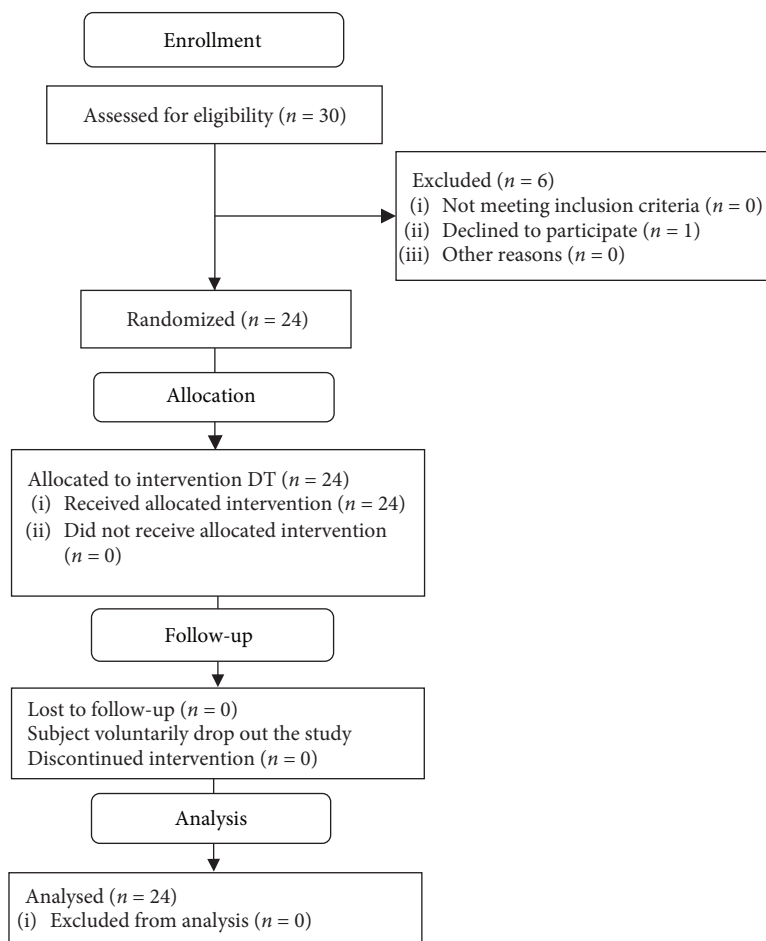 Enrollment
Assessed for eligibility (n = 30)
Excluded (n = 6)
(i) Not meeting inclusion criteria (n = 0)
(ii) Declined to participate (n = 1)
(iii) Other reasons (n = 0)
Randomized (n = 24)
Allocation
Allocated to intervention DT (n = 24)
(i) Received allocated intervention (n = 24)
(ii) Did not receive allocated intervention
(n = 0)
Follow-up
Lost to follow-up (n = 0)
Subject voluntarily drop out the study
Discontinued intervention (n = 0)
Analysis
Analysed (n = 24)
(i) Excluded from analysis (n = 0)